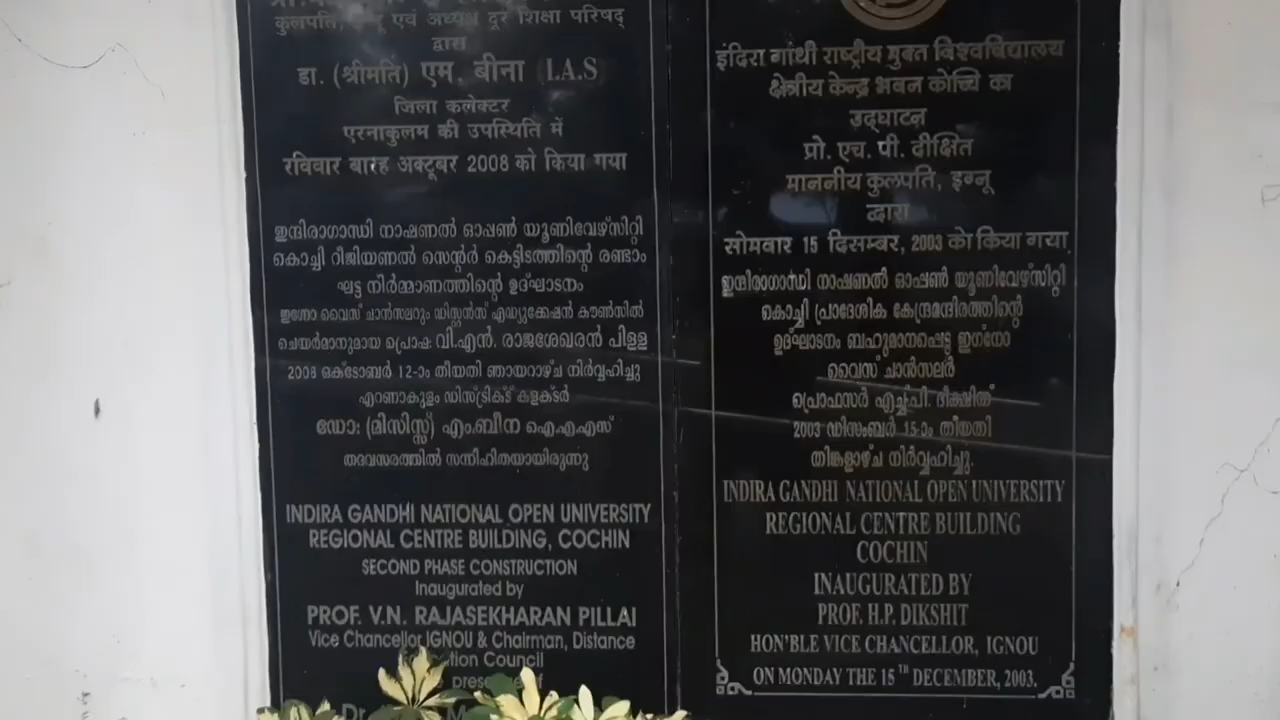 कुलपति, एवं अध्यक्ष दूर शिक्षा परिषद्
द्वारा
डा. (श्रीमति) एम. बीना I.A.S
जिला कलेक्टर
एरनाकुलम की उपस्थिति में
रविवार बारह अक्टूबर 2008 को किया गया
ഇന്ദിരാഗാന്ധി നാഷണൽ ഓപ്പൺ യൂണിവേഴ്സിറ്റി
കൊച്ചി റീജിയണൽ സെന്റർ കെട്ടിടത്തിന്റെ രണ്ടാം
ഘട്ട നിർമ്മാണത്തിന്റെ ഉദ്ഘാടനം
ഇഗ്നോ വൈസ് ചാൻസലറും ഡിസ്റ്റൻസ് എഡ്യുക്കേഷൻ കൗൺസിൽ
ചെയർമാനുമായ പ്രൊഫ: വി.എൻ. രാജശേഖരൻ പിള്ള
2008 ഒക്ടോബർ 12-ാം തീയതി ഞായറാഴ്ച നിർവ്വഹിച്ചു
എറണാകുളം ഡിസ്ട്രിക്ട് കളക്ടർ
ഡോ: (മിസിസ്സ്) എം.ബീന ഐഎഎസ്
തദവസരത്തിൽ സന്നിഹിതയായിരുന്നു
INDIRA GANDHI NATIONAL OPEN UNIVERSITY
REGIONAL CENTRE BUILDING, COCHIN
SECOND PHASE CONSTRUCTION
Inaugurated by
PROF. V.N. RAJASEKHARAN PILLAI
Vice Chancellor IGNOU & Chairman, Distance
Council
Dr
इंदिरा गांधी राष्ट्रीय मुक्त विश्वविद्यालय
क्षेत्रीय केन्द्र भवन कोच्चि का
उद्घाटन
प्रो. एच. पी. दीक्षित
माननीय कुलपति, इग्नू
द्वारा
सोमवार 15 दिसम्बर, 2003 को किया गया
ഇന്ദിരാഗാന്ധി നാഷണൽ ഓപ്പൺ യൂണിവേഴ്സിറ്റി
കൊച്ചി പ്രാദേശിക കേന്ദ്രമന്ദിരത്തിന്റെ
ഉദ്ഘാടനം ബഹുമാനപ്പെട്ട ഇഗ്നോ
വൈസ് ചാൻസലർ
പ്രൊഫസർ എച്ച്.പി. ദീക്ഷിത്
2003 ഡിസംബർ 15-ാം തീയതി
തിങ്കളാഴ്ച നിർവ്വഹിച്ചു.
INDIRA GANDHI NATIONAL OPEN UNIVERSITY
REGIONAL CENTRE BUILDING
COCHIN
INAUGURATED BY
PROF. H.P. DIKSHIT
HON'BLE VICE CHANCELLOR, IGNOU
ON MONDAY THE 15TH DECEMBER, 2003.